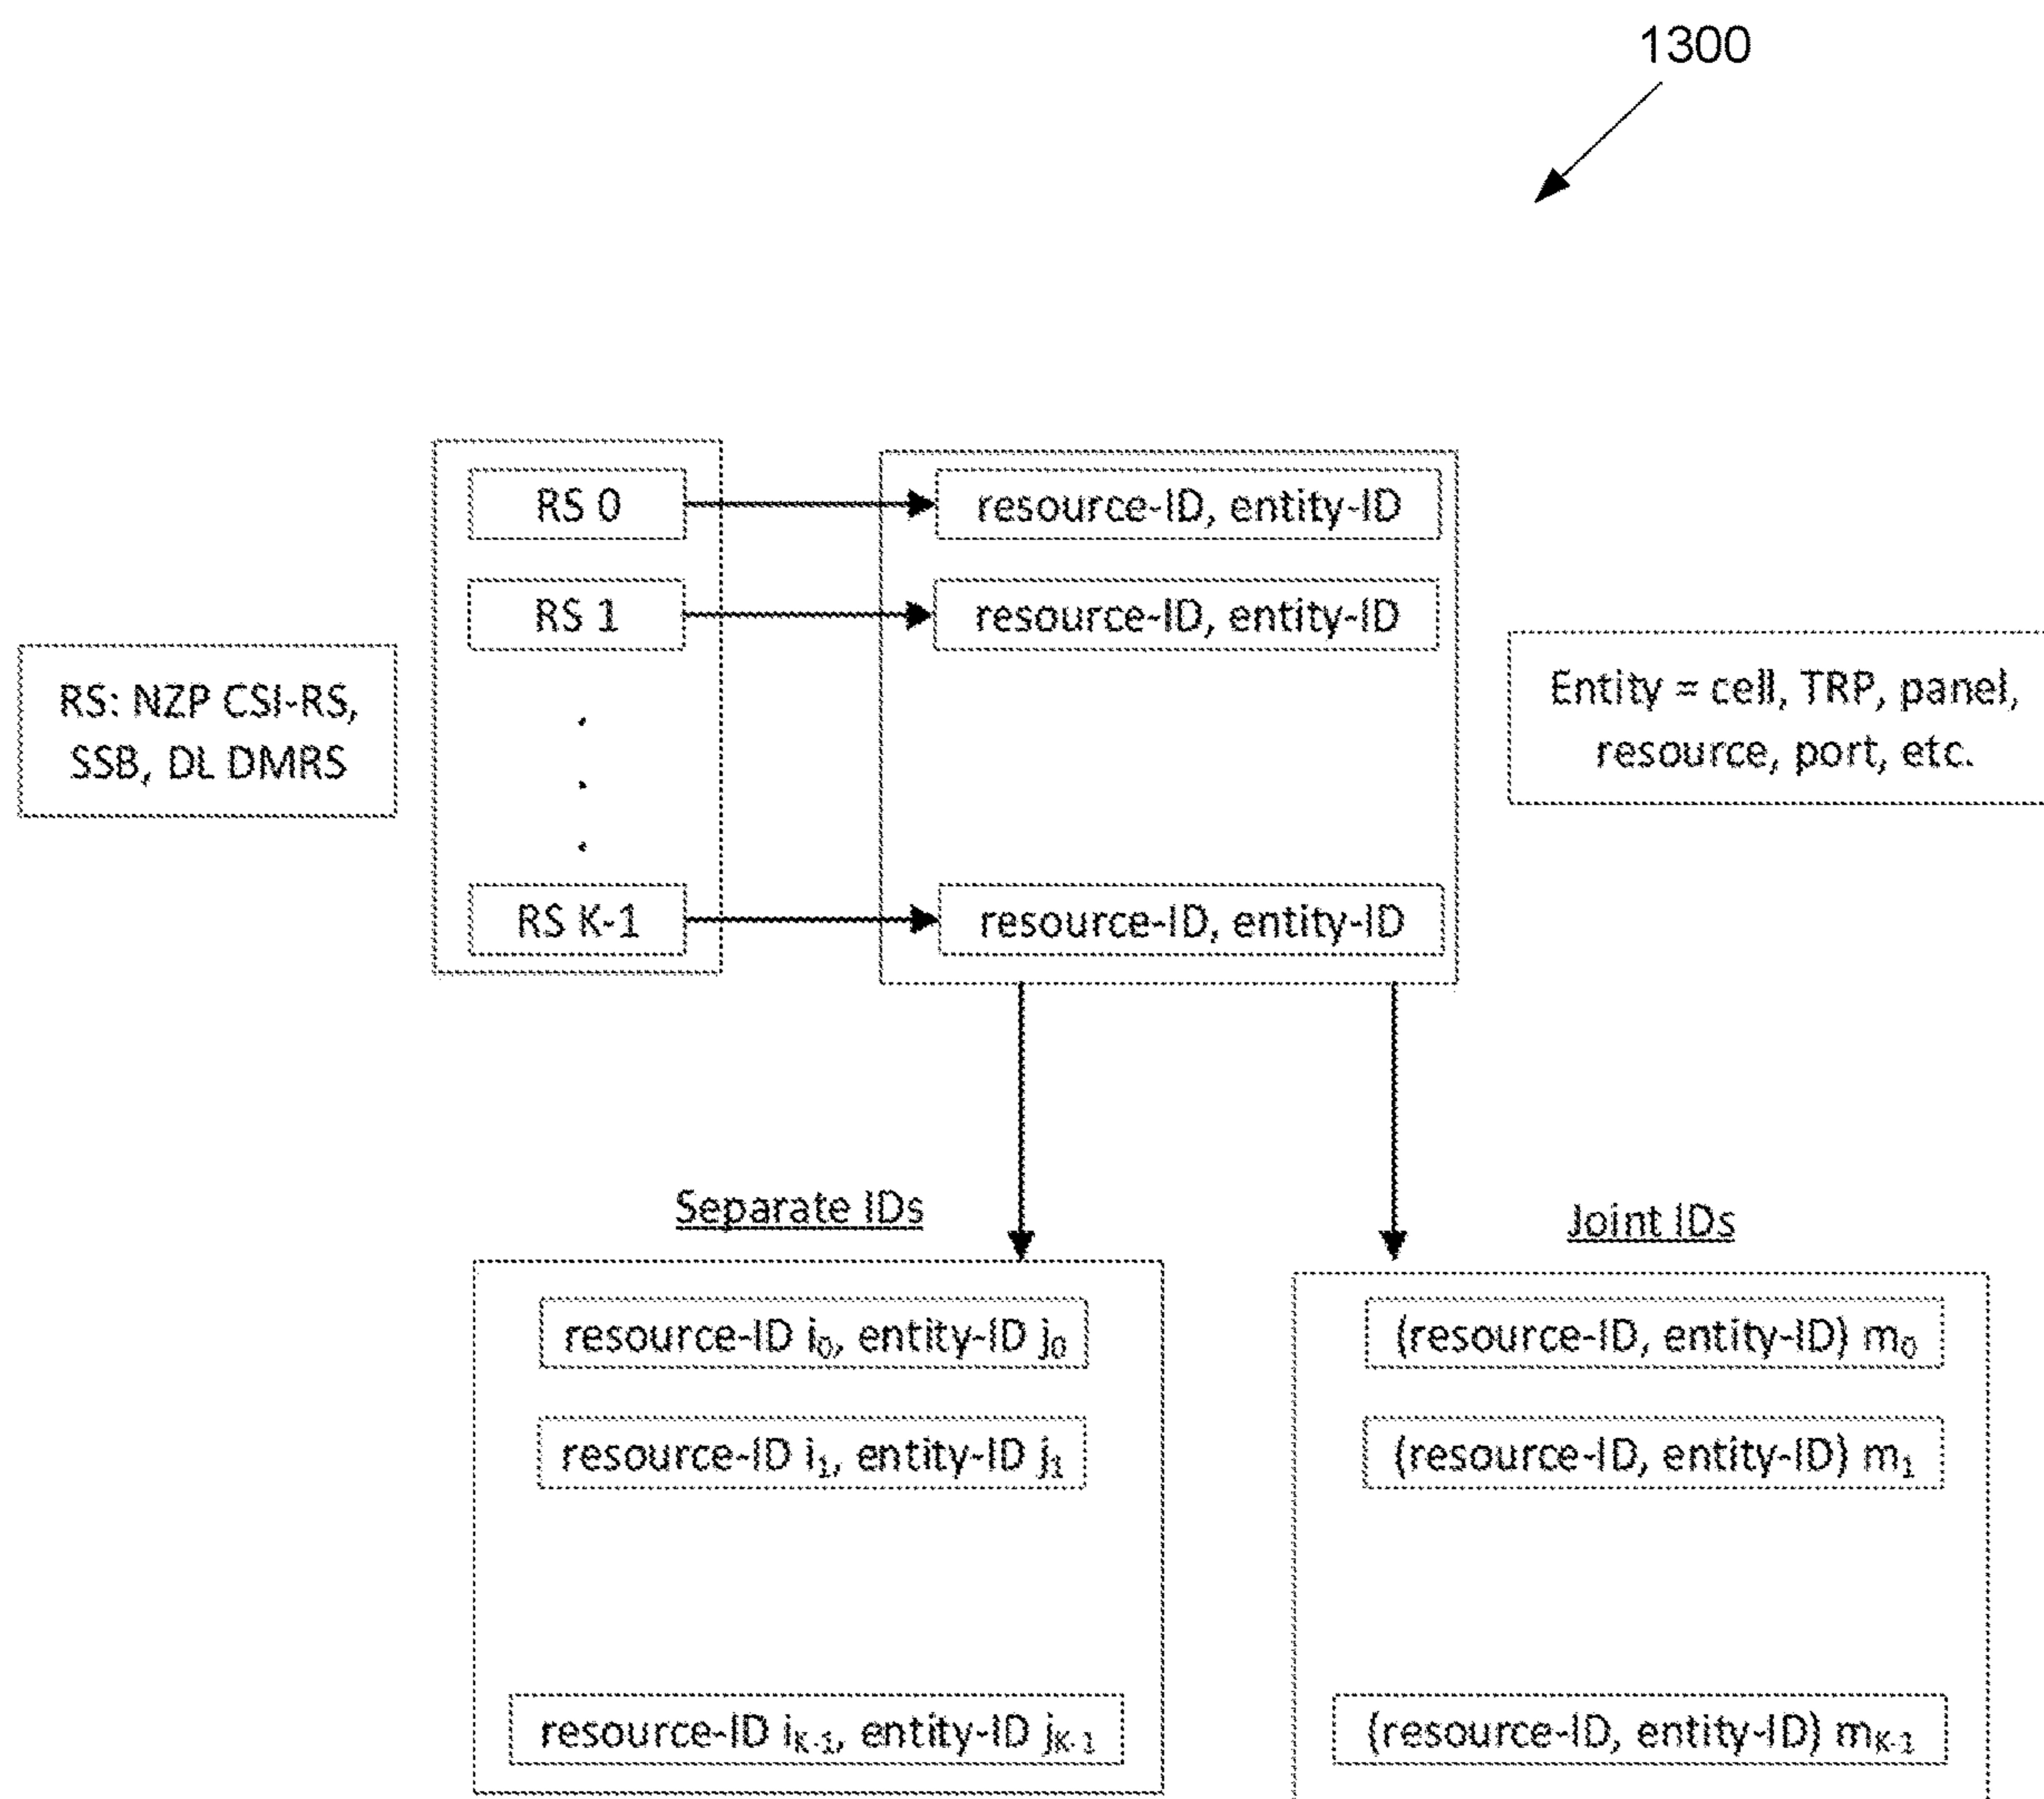 1300
RS 0
resource-ID, entity-ID
RS 1
resource-ID, entity-ID
RS: NZP CSI-RS,
SSB, DL DMRS
Entity = cell, TRP, panel,
resource, port, etc.
.
.
.
RS K-1
resource-ID, entity-ID
Separate IDs
resource-ID i₀, entity-ID j₀
resource-ID i₁, entity-ID j₁
resource-ID iK-1, entity-ID jK-1
Joint IDs
(resource-ID, entity-ID) m₀
(resource-ID, entity-ID) m₁
(resource-ID, entity-ID) mK-1